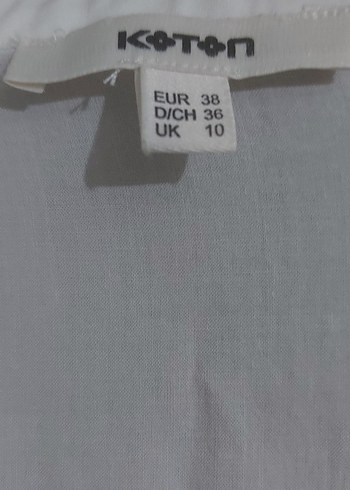 KOTON
EUR 38
D/CH 36
UK 10